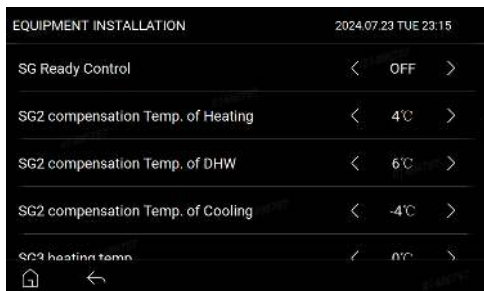 EQUIPMENT INSTALLATION 2024.07.23 TUE 23:15
SG Ready Control < OFF >
SG2 compensation Temp. of Heating < 4℃ >
SG2 compensation Temp. of DHW < 6℃ >
SG2 compensation Temp. of Cooling < -4℃ >
SG3 heating temp < 0℃ >